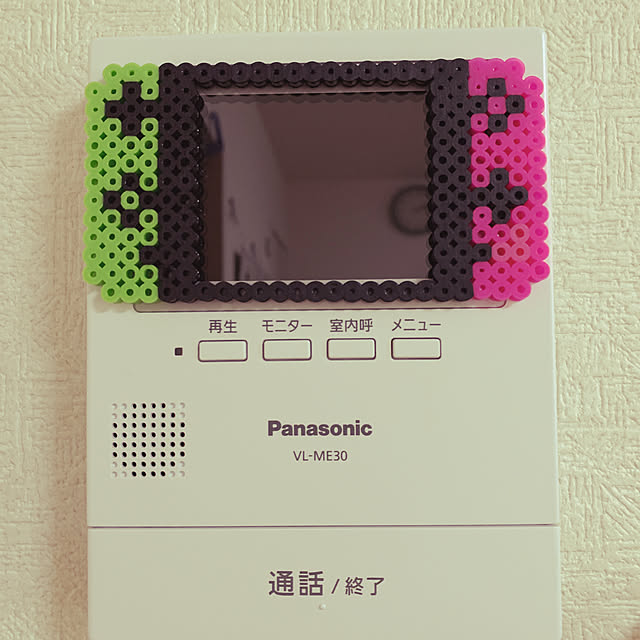 再生 モニター 室内呼 メニュー
Panasonic
VL-ME30
通話 / 終了